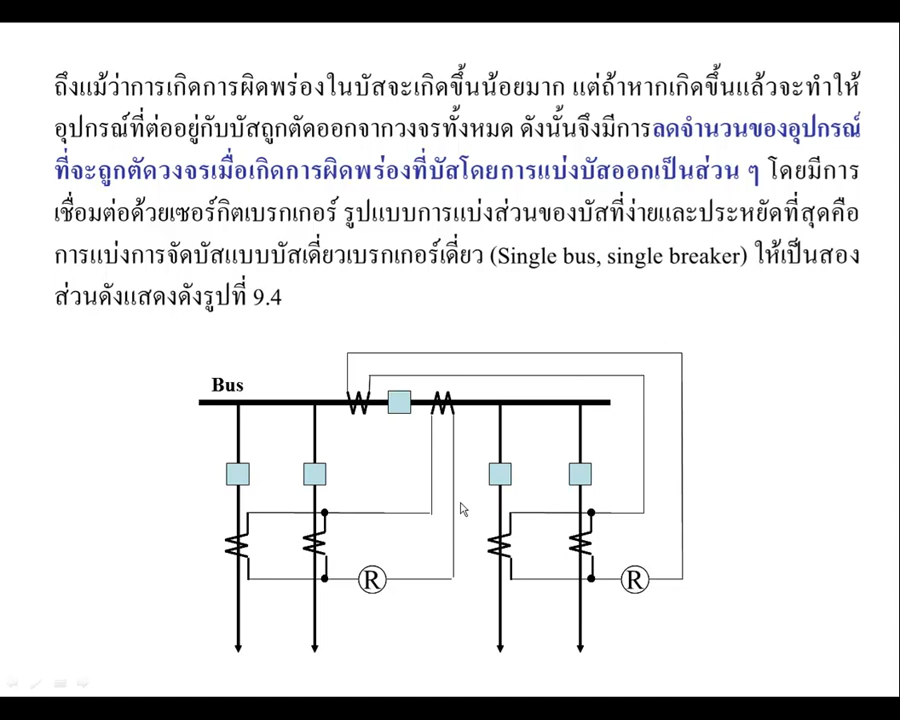 ถึงแม้ว่าการเกิดการผิดพร่องในบัสจะเกิดขึ้นน้อยมาก แต่ถ้าหากเกิดขึ้นแล้วจะทำให้
อุปกรณ์ที่ต่ออยู่กับบัสถูกตัดออกจากวงจรทั้งหมด ดังนั้นจึงมีการลดจำนวนของอุปกรณ์
ที่จะถูกตัดวงจรเมื่อเกิดการผิดพร่องที่บัสโดยการแบ่งบัสออกเป็นส่วน ๆ โดยมีการ
เชื่อมต่อด้วยเซอร์กิตเบรกเกอร์ รูปแบบการแบ่งส่วนของบัสที่ง่ายและประหยัดที่สุดคือ
การแบ่งการจัดบัสแบบบัสเดี่ยวเบรกเกอร์เดี่ยว (Single bus, single breaker) ให้เป็นสอง
ส่วนดังแสดงดังรูปที่ 9.4
Bus
R
R